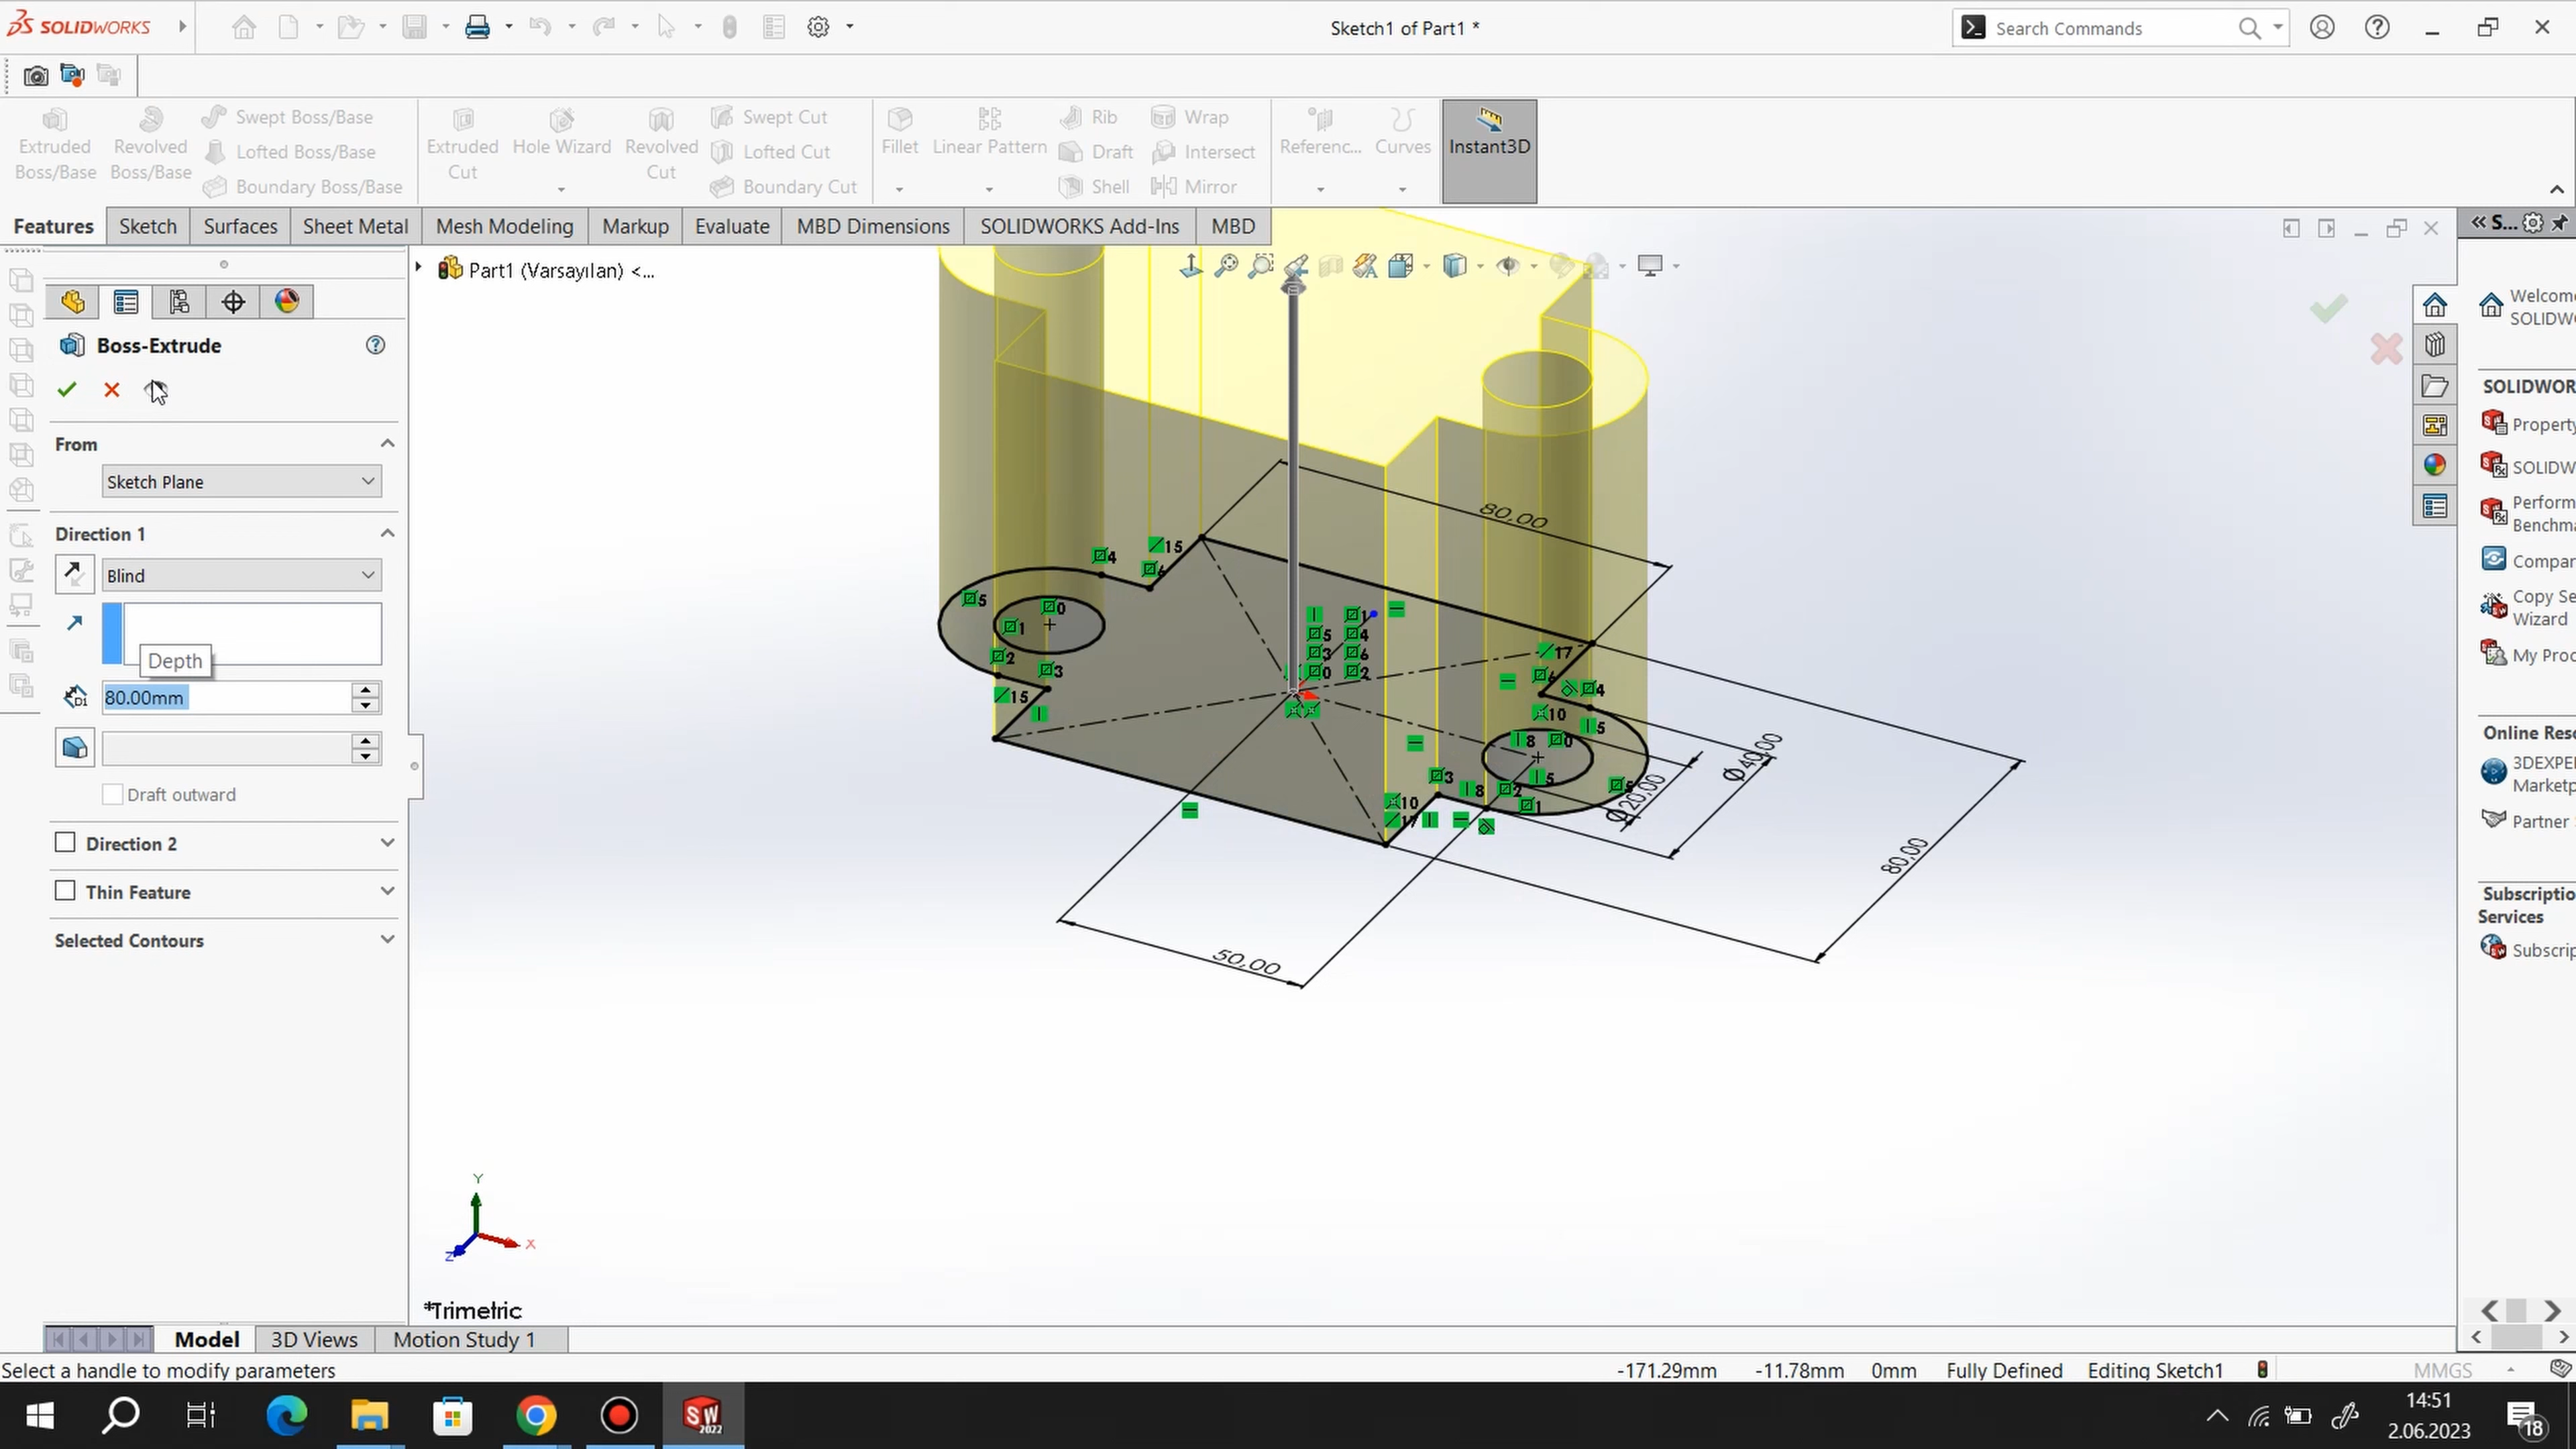 SOLIDWORKS
Sketch1 of Part1 *
Search Commands
Extruded Boss/Base
Revolved Boss/Base
Swept Boss/Base
Lofted Boss/Base
Boundary Boss/Base
Extruded Cut
Hole Wizard
Revolved Cut
Swept Cut
Lofted Cut
Boundary Cut
Fillet
Linear Pattern
Rib
Draft
Shell
Wrap
Intersect
Mirror
Referenc...
Curves
Instant3D
Features
Sketch
Surfaces
Sheet Metal
Mesh Modeling
Markup
Evaluate
MBD Dimensions
SOLIDWORKS Add-Ins
MBD
S...
Part1 (Varsayılan) <...
Boss-Extrude
From
Sketch Plane
Direction 1
Blind
Depth
80.00mm
Draft outward
Direction 2
Thin Feature
Selected Contours
80,00
50,00
80,00
Ø40,00
Ø20,00
Y
X
Z
*Trimetric
Welcome
SOLIDW
SOLIDWOR
Property
SOLIDW
Perform
Benchma
Compar
Copy Se
Wizard
My Proc
Online Reso
3DEXPER
Marketp
Partner
Subscriptio
Services
Subscrip
Model
3D Views
Motion Study 1
Select a handle to modify parameters
-171.29mm
-11.78mm
0mm
Fully Defined
Editing Sketch1
MMGS
SW
2022
14:51
2.06.2023
18